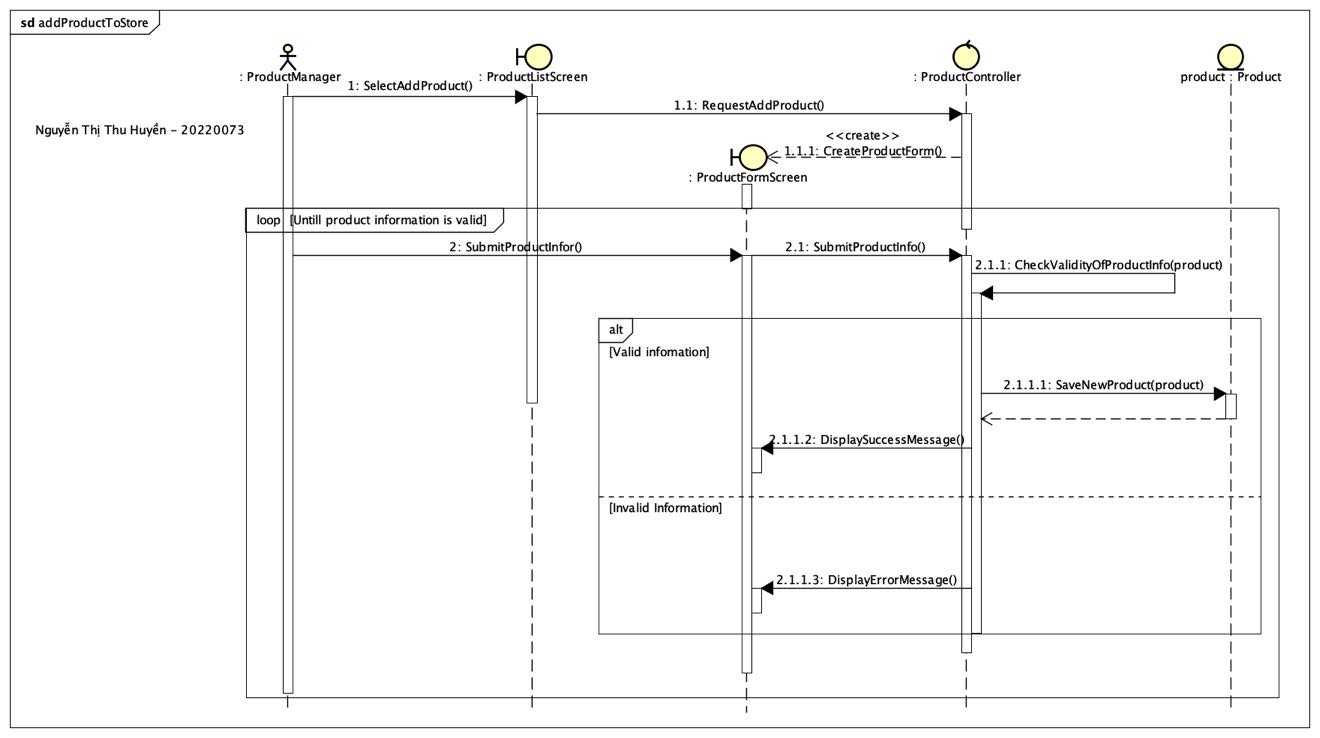 sd addProductToStore
: ProductManager
: ProductListScreen
: ProductController
product : Product
1: SelectAddProduct()
1.1: RequestAddProduct()
Nguyễn Thị Thu Huyền - 20220073
<<create>>
1.1.1: CreateProductForm()
: ProductFormScreen
loop [Untill product information is valid]
2: SubmitProductInfor()
2.1: SubmitProductInfo()
2.1.1: CheckValidityOfProductInfo(product)
alt
[Valid infomation]
2.1.1.1: SaveNewProduct(product)
2.1.1.2: DisplaySuccessMessage()
[Invalid Information]
2.1.1.3: DisplayErrorMessage()